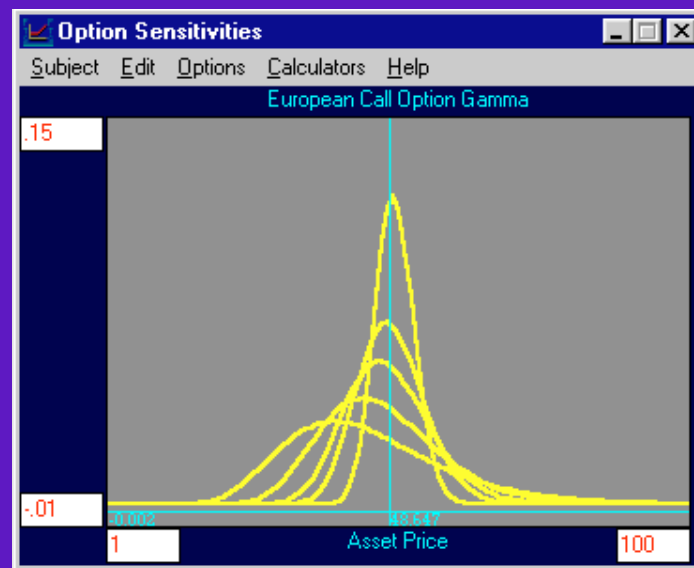 Option Sensitivities
Subject Edit Options Calculators Help
European Call Option Gamma
.15
-.01
-0.002 48.647
1 Asset Price 100